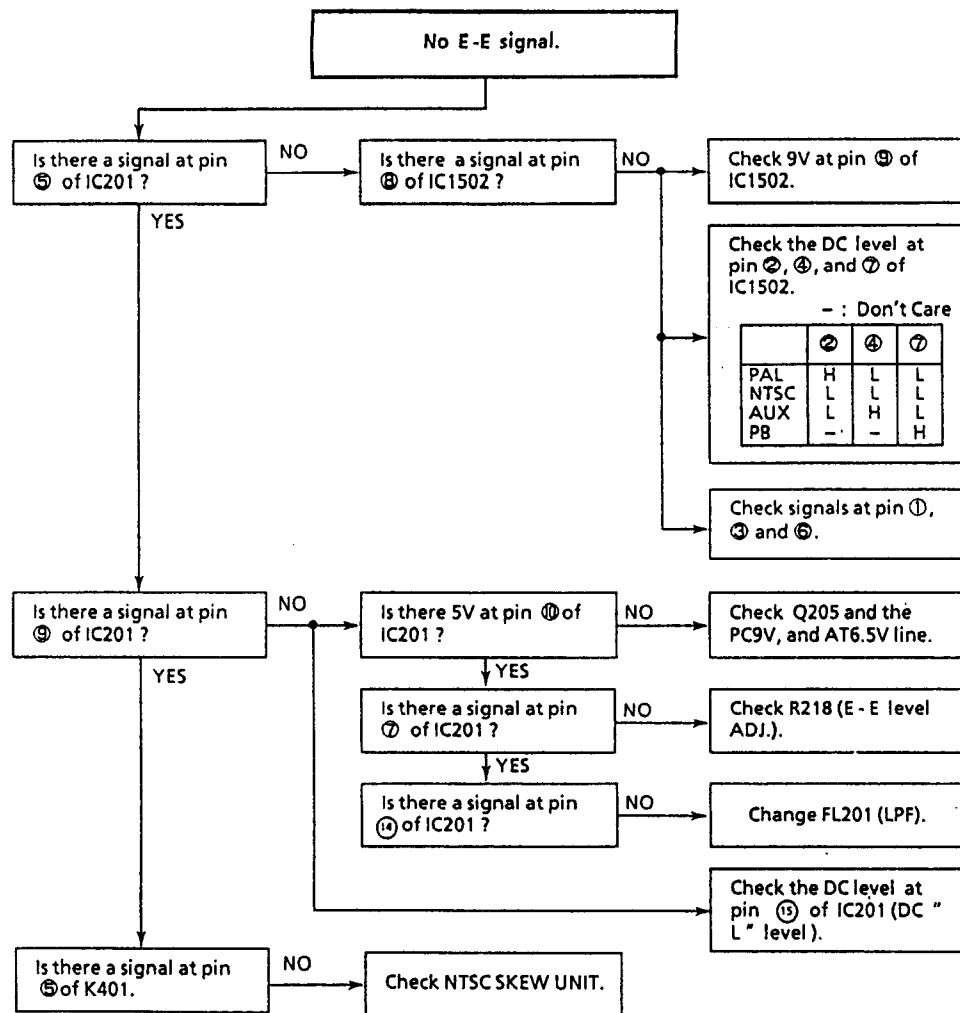 No E-E signal.
Is there a signal at pin
⑤ of IC201 ?
NO
Is there a signal at pin
⑧ of IC1502 ?
NO
Check 9V at pin ⑨ of
IC1502.
YES
Check the DC level at
pin ②, ④, and ⑦ of
IC1502.
– : Don't Care
② ④ ⑦
PAL H L L
NTSC L L L
AUX L H L
PB – – H
Check signals at pin ①,
③ and ⑥.
Is there a signal at pin
⑨ of IC201 ?
NO
Is there 5V at pin ⑩ of
IC201 ?
NO
Check Q205 and the
PC9V, and AT6.5V line.
YES
YES
Is there a signal at pin
⑦ of IC201 ?
NO
Check R218 (E - E level
ADJ.).
YES
Is there a signal at pin
⑭ of IC201 ?
NO
Change FL201 (LPF).
Check the DC level at
pin ⑮ of IC201 (DC "
L " level).
Is there a signal at pin
⑤ of K401.
NO
Check NTSC SKEW UNIT.